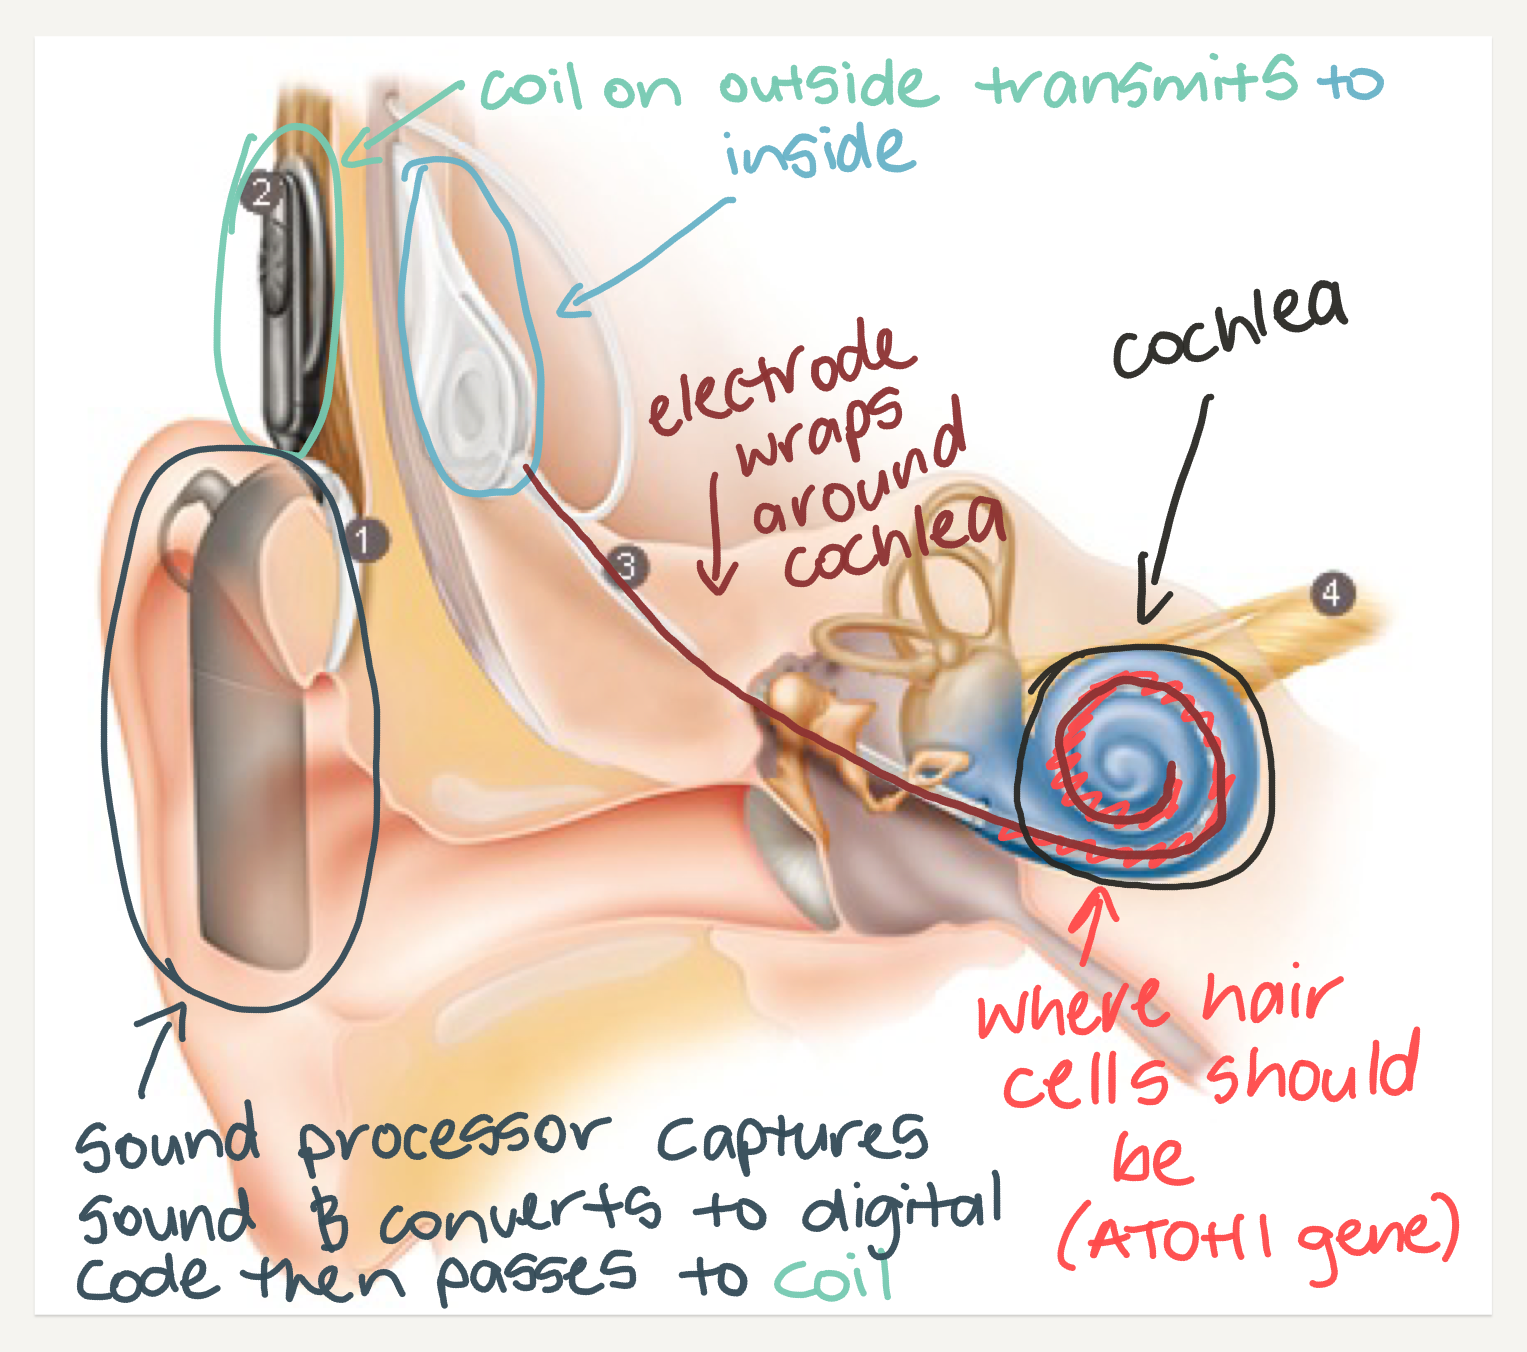 coil on outside transmits to
inside
2
electrode
wraps
around
cochlea
cochlea
1
3
4
where hair
cells should
be
(ATOH1 gene)
sound processor captures
sound & converts to digital
code then passes to coil